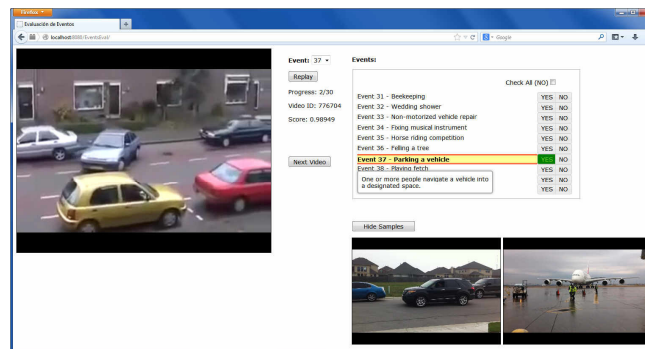 Firefox
Evaluación de Eventos
localhost:8888/EventsEval/
Google
Event: 37
Events:
Replay
Check All (NO)
Progress: 2/30
Video ID: 776704
Score: 0.98949
Next Video
Event 31 - Beekeeping YES NO
Event 32 - Wedding shower YES NO
Event 33 - Non-motorized vehicle repair YES NO
Event 34 - Fixing musical instrument YES NO
Event 35 - Horse riding competition YES NO
Event 36 - Felling a tree YES NO
Event 37 - Parking a vehicle YES NO
Event 38 - Playing fetch YES NO
One or more people navigate a vehicle into YES NO
a designated space. YES NO
Hide Samples